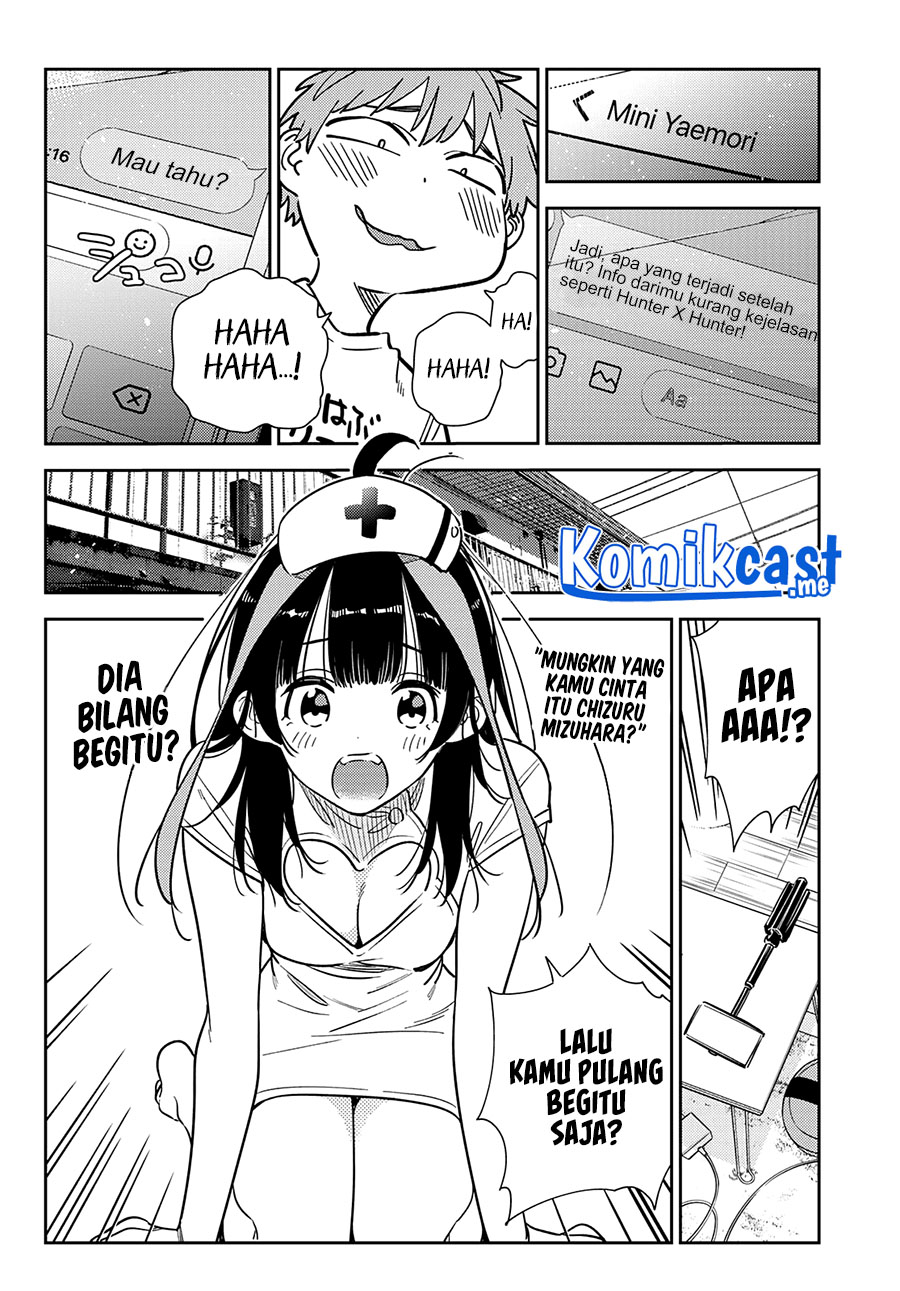 Mini Yaemori
Jadi, apa yang terjadi setelah
itu? Info darimu kurang kejelasan
seperti Hunter X Hunter!
Aa
HA!
HAHA!
はぶ
:16
Mau tahu?
HAHA
HAHA...!
Komikcast
.me
APA
AAA!?
"MUNGKIN YANG
KAMU CINTA
ITU CHIZURU
MIZUHARA?"
DIA
BILANG
BEGITU?
LALU
KAMU PULANG
BEGITU
SAJA?